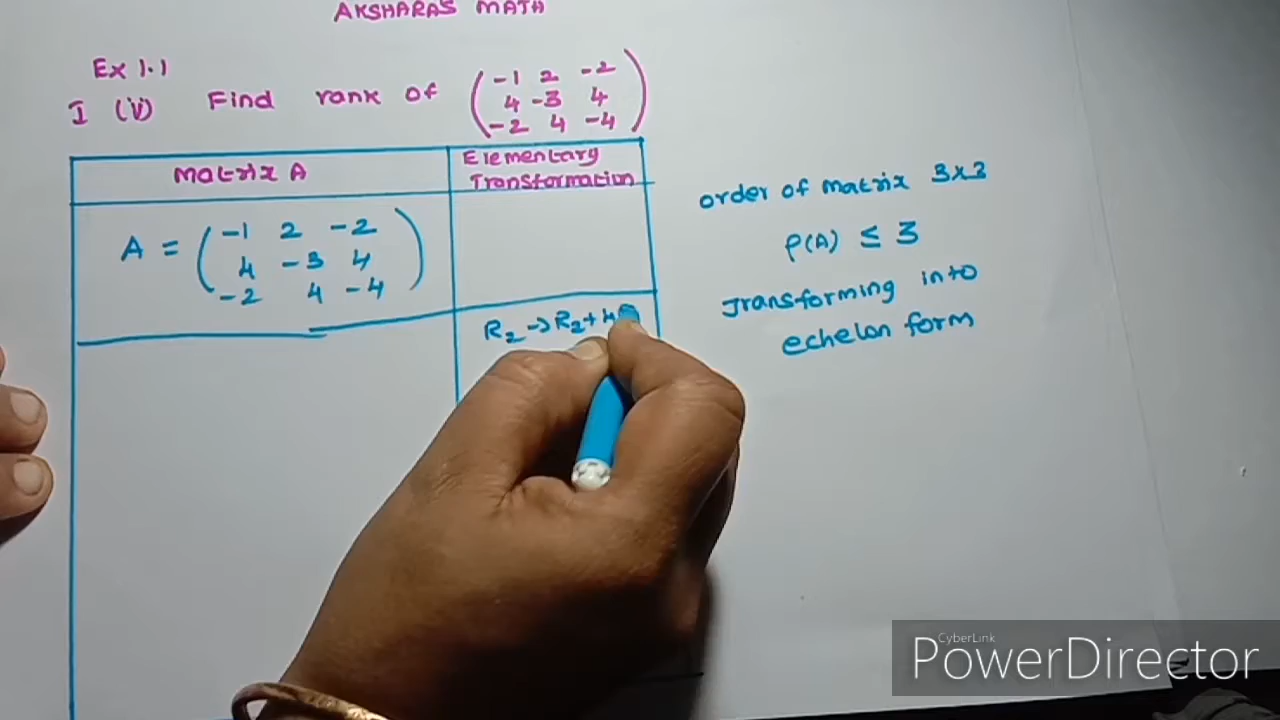 AKSHARAS MATH
Ex 1.1
I (V) Find rank of
-1 2 -2
4 -3 4
-2 4 -4
Matrix A
Elementary
Transformation
A =
-1 2 -2
4 -3 4
-2 4 -4
R2 → R2 + 4
order of matrix 3x3
ρ(A) ≤ 3
Transforming into
echelon form
CyberLink
PowerDirector